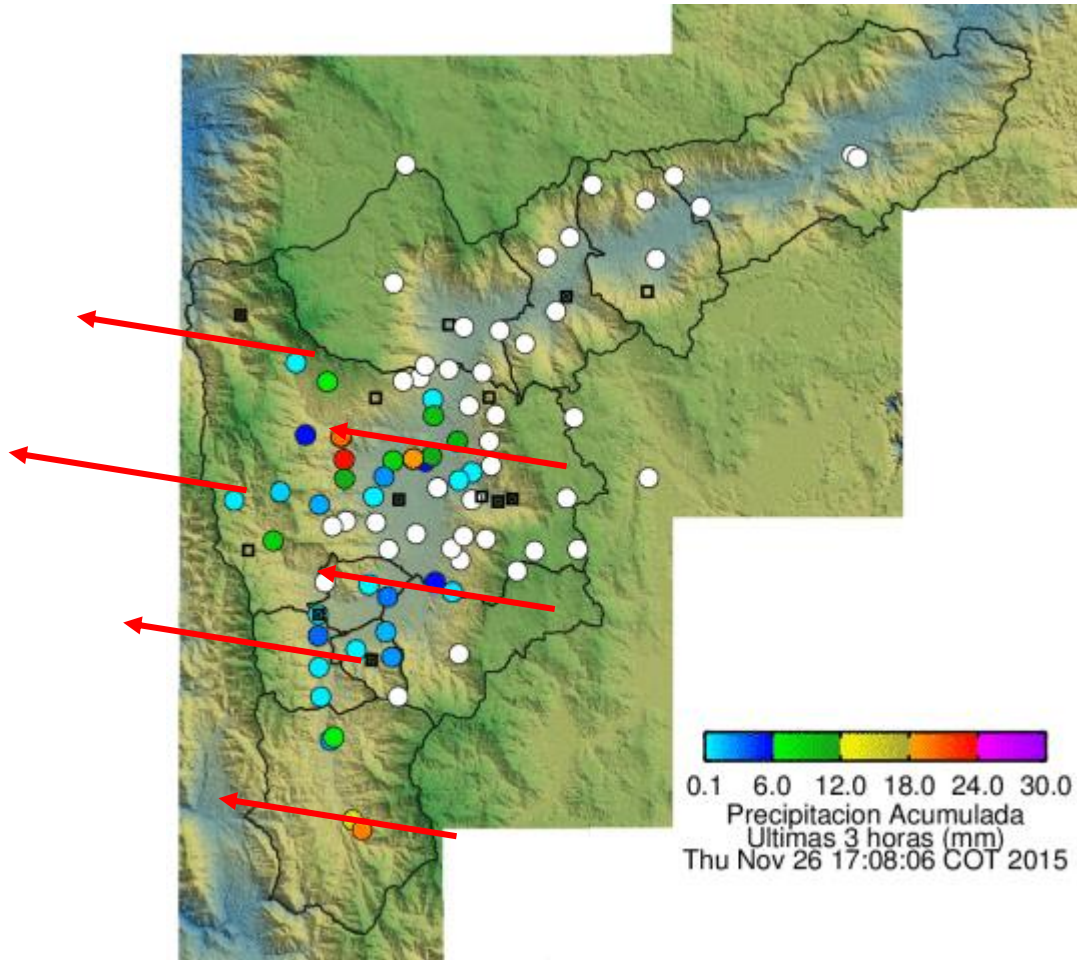 0.1 6.0 12.0 18.0 24.0 30.0
Precipitacion Acumulada
Ultimas 3 horas (mm)
Thu Nov 26 17:08:06 COT 2015